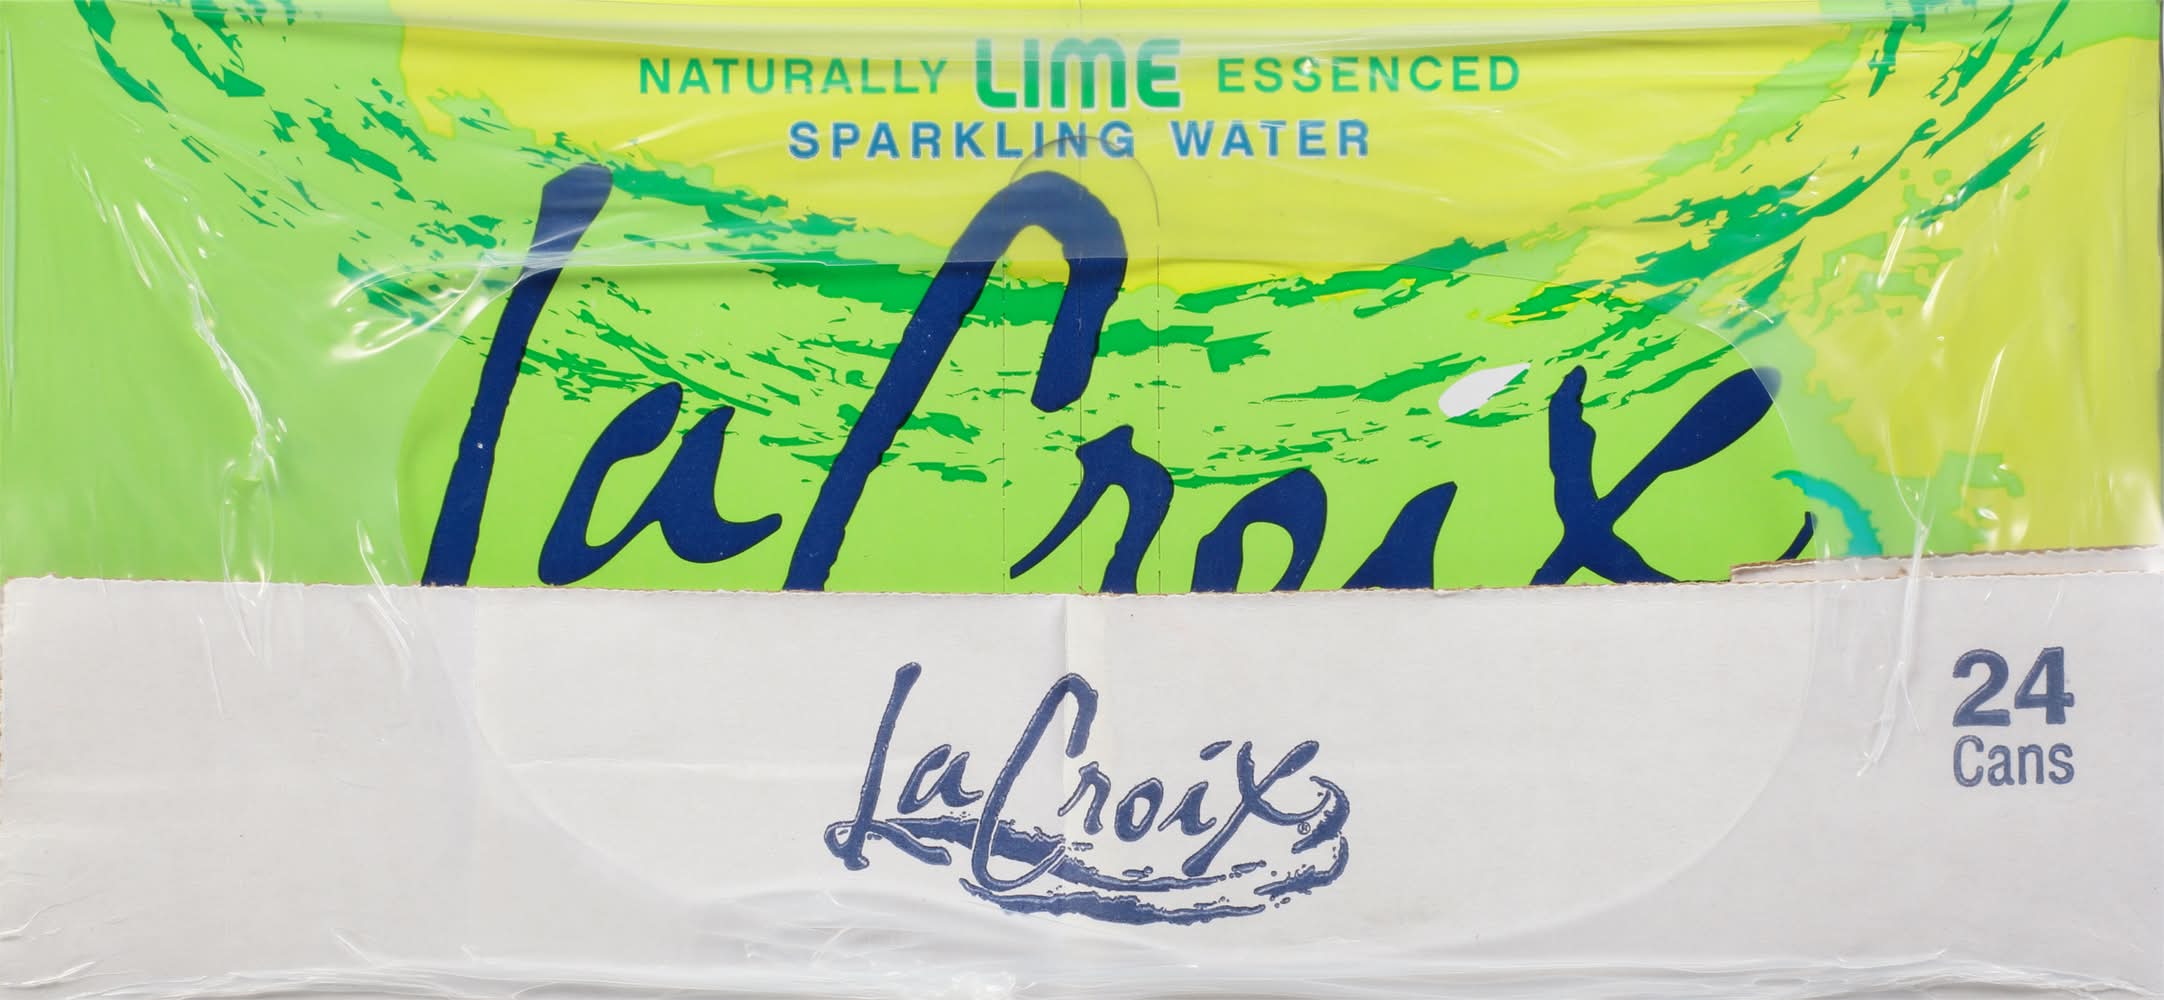 NATURALLY LIME ESSENCED
SPARKLING WATER
LaCroix
LaCroix®
24
Cans